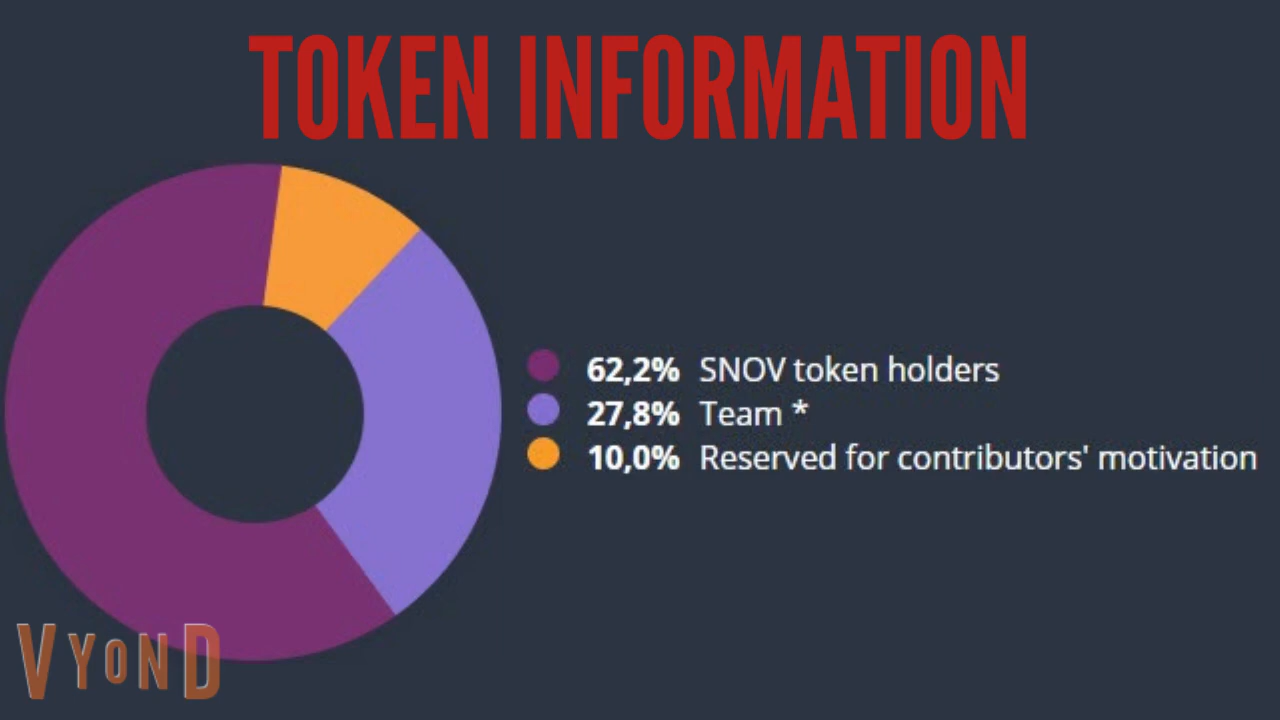 TOKEN INFORMATION
62,2% SNOV token holders
27,8% Team *
10,0% Reserved for contributors' motivation
VYOND